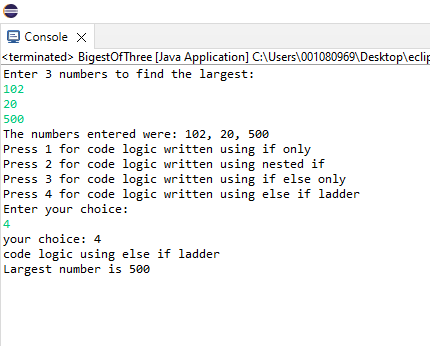 Console
<terminated> BigestOfThree [Java Application] C:\Users\001080969\Desktop\eclip
Enter 3 numbers to find the largest:
102
20
500
The numbers entered were: 102, 20, 500
Press 1 for code logic written using if only
Press 2 for code logic written using nested if
Press 3 for code logic written using if else only
Press 4 for code logic written using else if ladder
Enter your choice:
4
your choice: 4
code logic using else if ladder
Largest number is 500